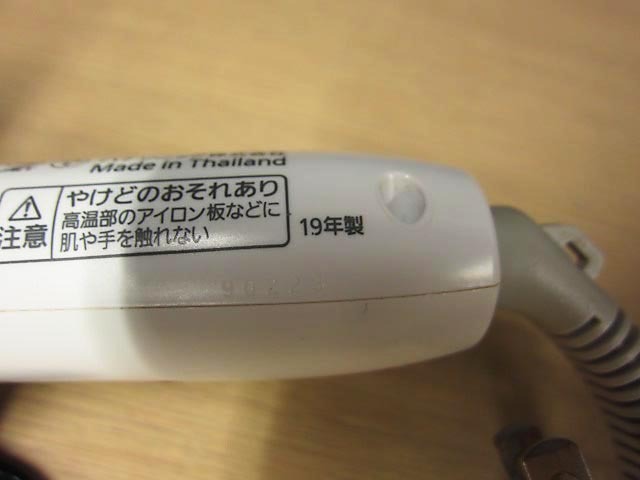 Made in Thailand
注意
やけどのおそれあり
高温部のアイロン板などに
肌や手を触れない
19年製